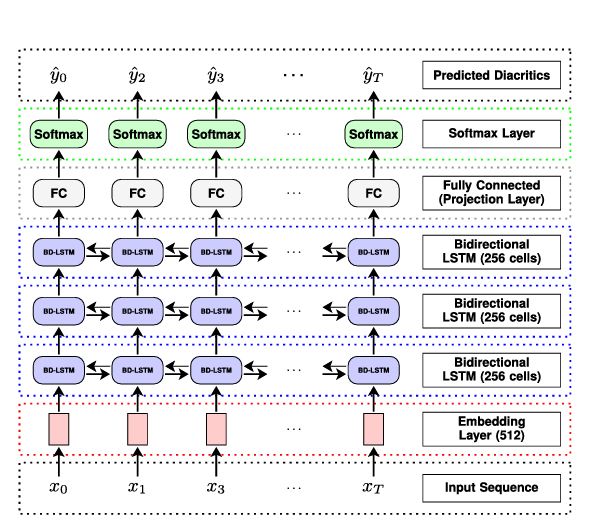 ŷ₀ ŷ₂ ŷ₃ ··· ŷ_T Predicted Diacritics
Softmax Softmax Softmax ··· Softmax Softmax Layer
FC FC FC ··· FC Fully Connected
(Projection Layer)
BD-LSTM BD-LSTM BD-LSTM ··· BD-LSTM Bidirectional
LSTM (256 cells)
BD-LSTM BD-LSTM BD-LSTM ··· BD-LSTM Bidirectional
LSTM (256 cells)
BD-LSTM BD-LSTM BD-LSTM ··· BD-LSTM Bidirectional
LSTM (256 cells)
··· Embedding
Layer (512)
x₀ x₁ x₃ ··· x_T Input Sequence